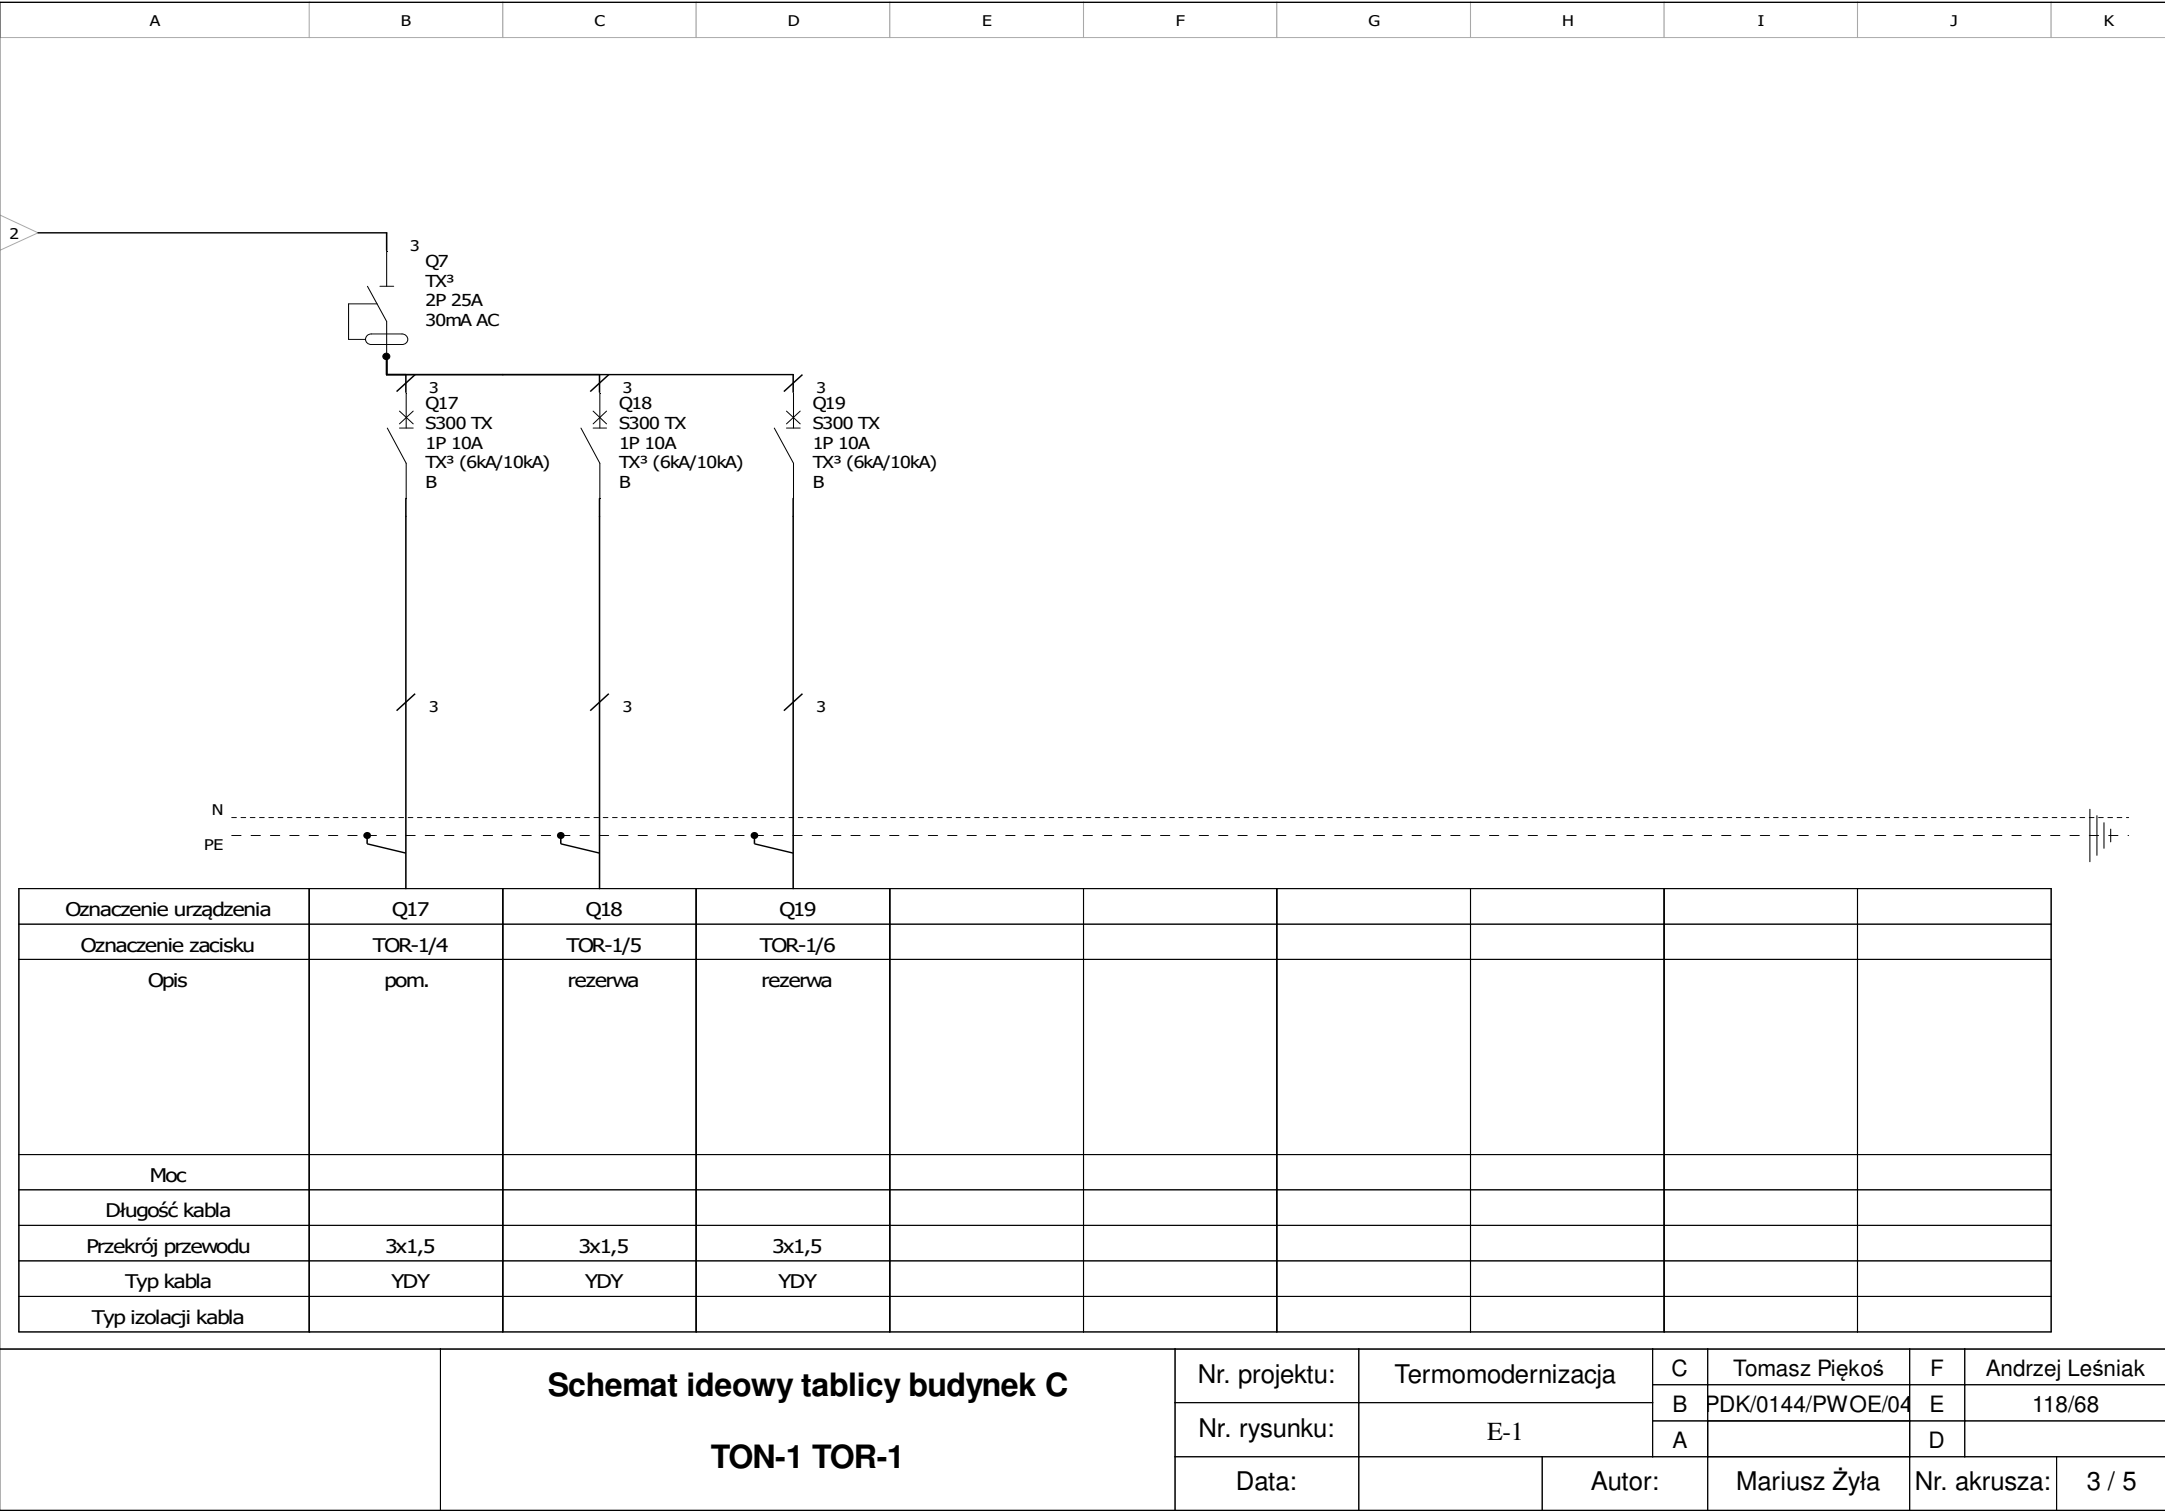 A B C D E F G H I J K
2
3
Q7
TX³
2P 25A
30mA AC
3 3 3
Q17 Q18 Q19
S300 TX S300 TX S300 TX
1P 10A 1P 10A 1P 10A
TX³ (6kA/10kA) TX³ (6kA/10kA) TX³ (6kA/10kA)
B B B
3 3 3
N
PE
Oznaczenie urządzenia Q17 Q18 Q19
Oznaczenie zacisku TOR-1/4 TOR-1/5 TOR-1/6
Opis pom. rezerwa rezerwa
Moc
Długość kabla
Przekrój przewodu 3x1,5 3x1,5 3x1,5
Typ kabla YDY YDY YDY
Typ izolacji kabla
Schemat ideowy tablicy budynek C
TON-1 TOR-1
Nr. projektu: Termomodernizacja
Nr. rysunku: E-1
C Tomasz Piękoś F Andrzej Leśniak
B PDK/0144/PWOE/04 E 118/68
A D
Data: Autor: Mariusz Żyła Nr. akrusza: 3 / 5